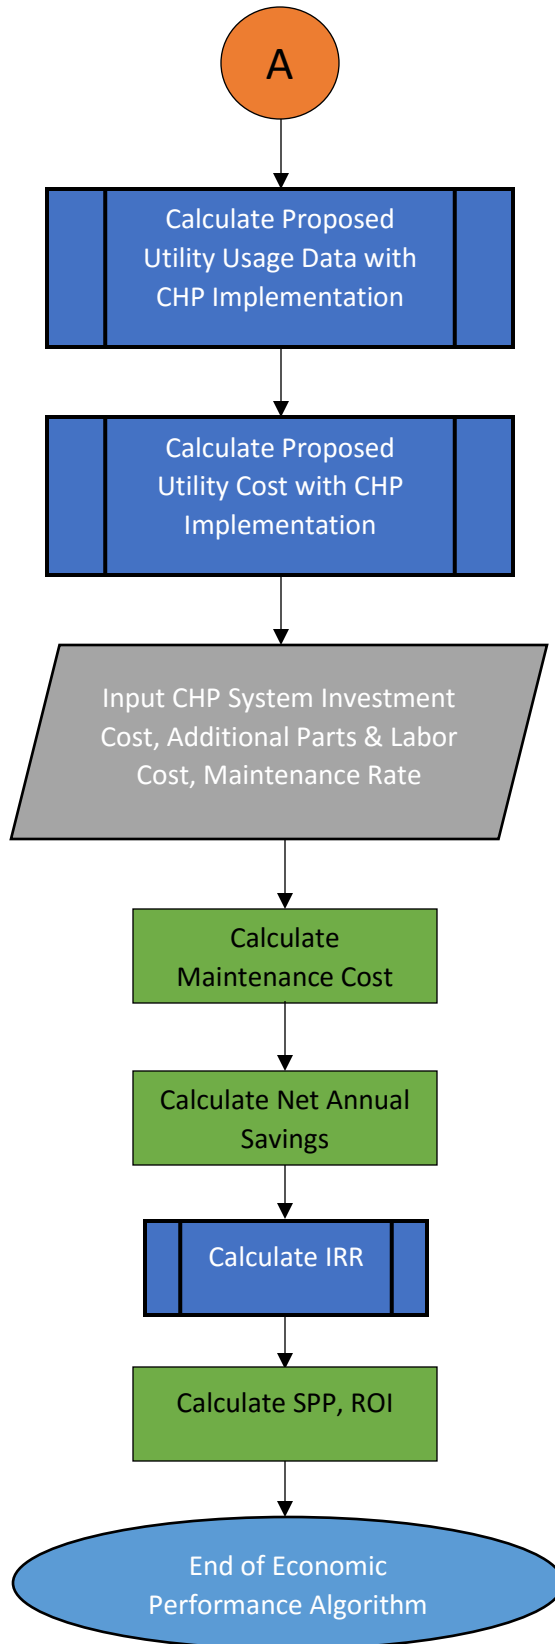 A
Calculate Proposed
Utility Usage Data with
CHP Implementation
Calculate Proposed
Utility Cost with CHP
Implementation
Input CHP System Investment
Cost, Additional Parts & Labor
Cost, Maintenance Rate
Calculate
Maintenance Cost
Calculate Net Annual
Savings
Calculate IRR
Calculate SPP, ROI
End of Economic
Performance Algorithm